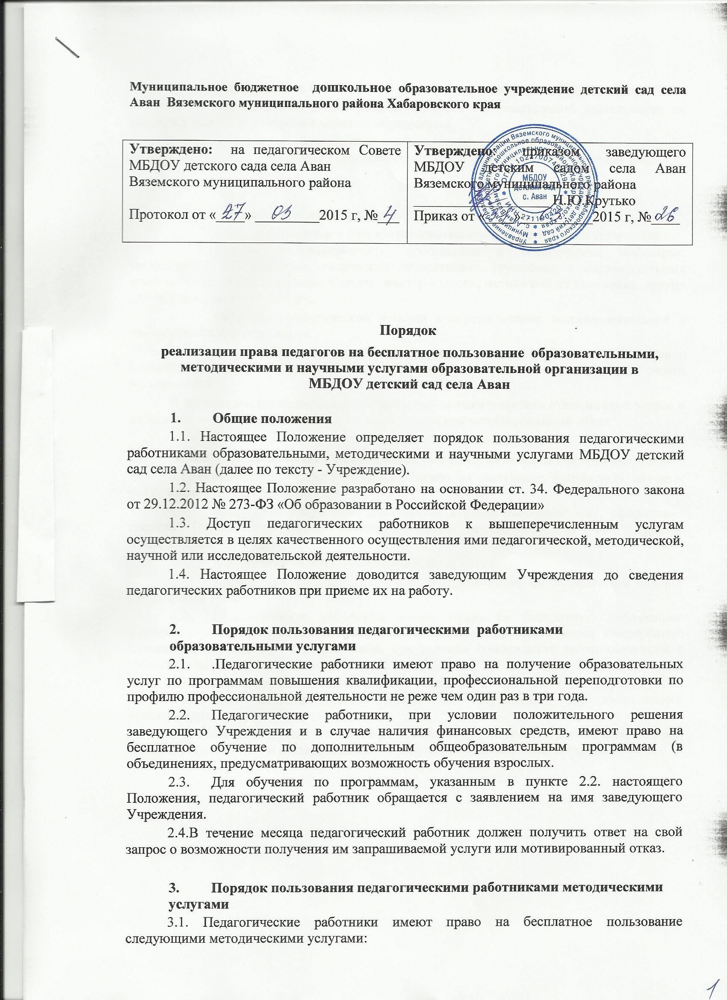 Муниципальное бюджетное дошкольное образовательное учреждение детский сад села
Аван Вяземского муниципального района Хабаровского края
Утверждено: на педагогическом Совете
МБДОУ детского сада села Аван
Вяземского муниципального района
Протокол от «27» 03 2015 г, № 4
Утверждено приказом заведующего
МБДОУ детским садом села Аван
Вяземского муниципального района
Н.Ю.Крутько
Приказ от « » 2015 г, № 26
МБДОУ
детский сад
с. Аван
Порядок
реализации права педагогов на бесплатное пользование образовательными,
методическими и научными услугами образовательной организации в
МБДОУ детский сад села Аван
1. Общие положения
1.1. Настоящее Положение определяет порядок пользования педагогическими
работниками образовательными, методическими и научными услугами МБДОУ детский
сад села Аван (далее по тексту - Учреждение).
1.2. Настоящее Положение разработано на основании ст. 34. Федерального закона
от 29.12.2012 № 273-ФЗ «Об образовании в Российской Федерации»
1.3. Доступ педагогических работников к вышеперечисленным услугам
осуществляется в целях качественного осуществления ими педагогической, методической,
научной или исследовательской деятельности.
1.4. Настоящее Положение доводится заведующим Учреждения до сведения
педагогических работников при приеме их на работу.
2. Порядок пользования педагогическими работниками
образовательными услугами
2.1. .Педагогические работники имеют право на получение образовательных
услуг по программам повышения квалификации, профессиональной переподготовки по
профилю профессиональной деятельности не реже чем один раз в три года.
2.2. Педагогические работники, при условии положительного решения
заведующего Учреждения и в случае наличия финансовых средств, имеют право на
бесплатное обучение по дополнительным общеобразовательным программам (в
объединениях, предусматривающих возможность обучения взрослых.
2.3. Для обучения по программам, указанным в пункте 2.2. настоящего
Положения, педагогический работник обращается с заявлением на имя заведующего
Учреждения.
2.4.В течение месяца педагогический работник должен получить ответ на свой
запрос о возможности получения им запрашиваемой услуги или мотивированный отказ.
3. Порядок пользования педагогическими работниками методическими
услугами
3.1. Педагогические работники имеют право на бесплатное пользование
следующими методическими услугами:
1